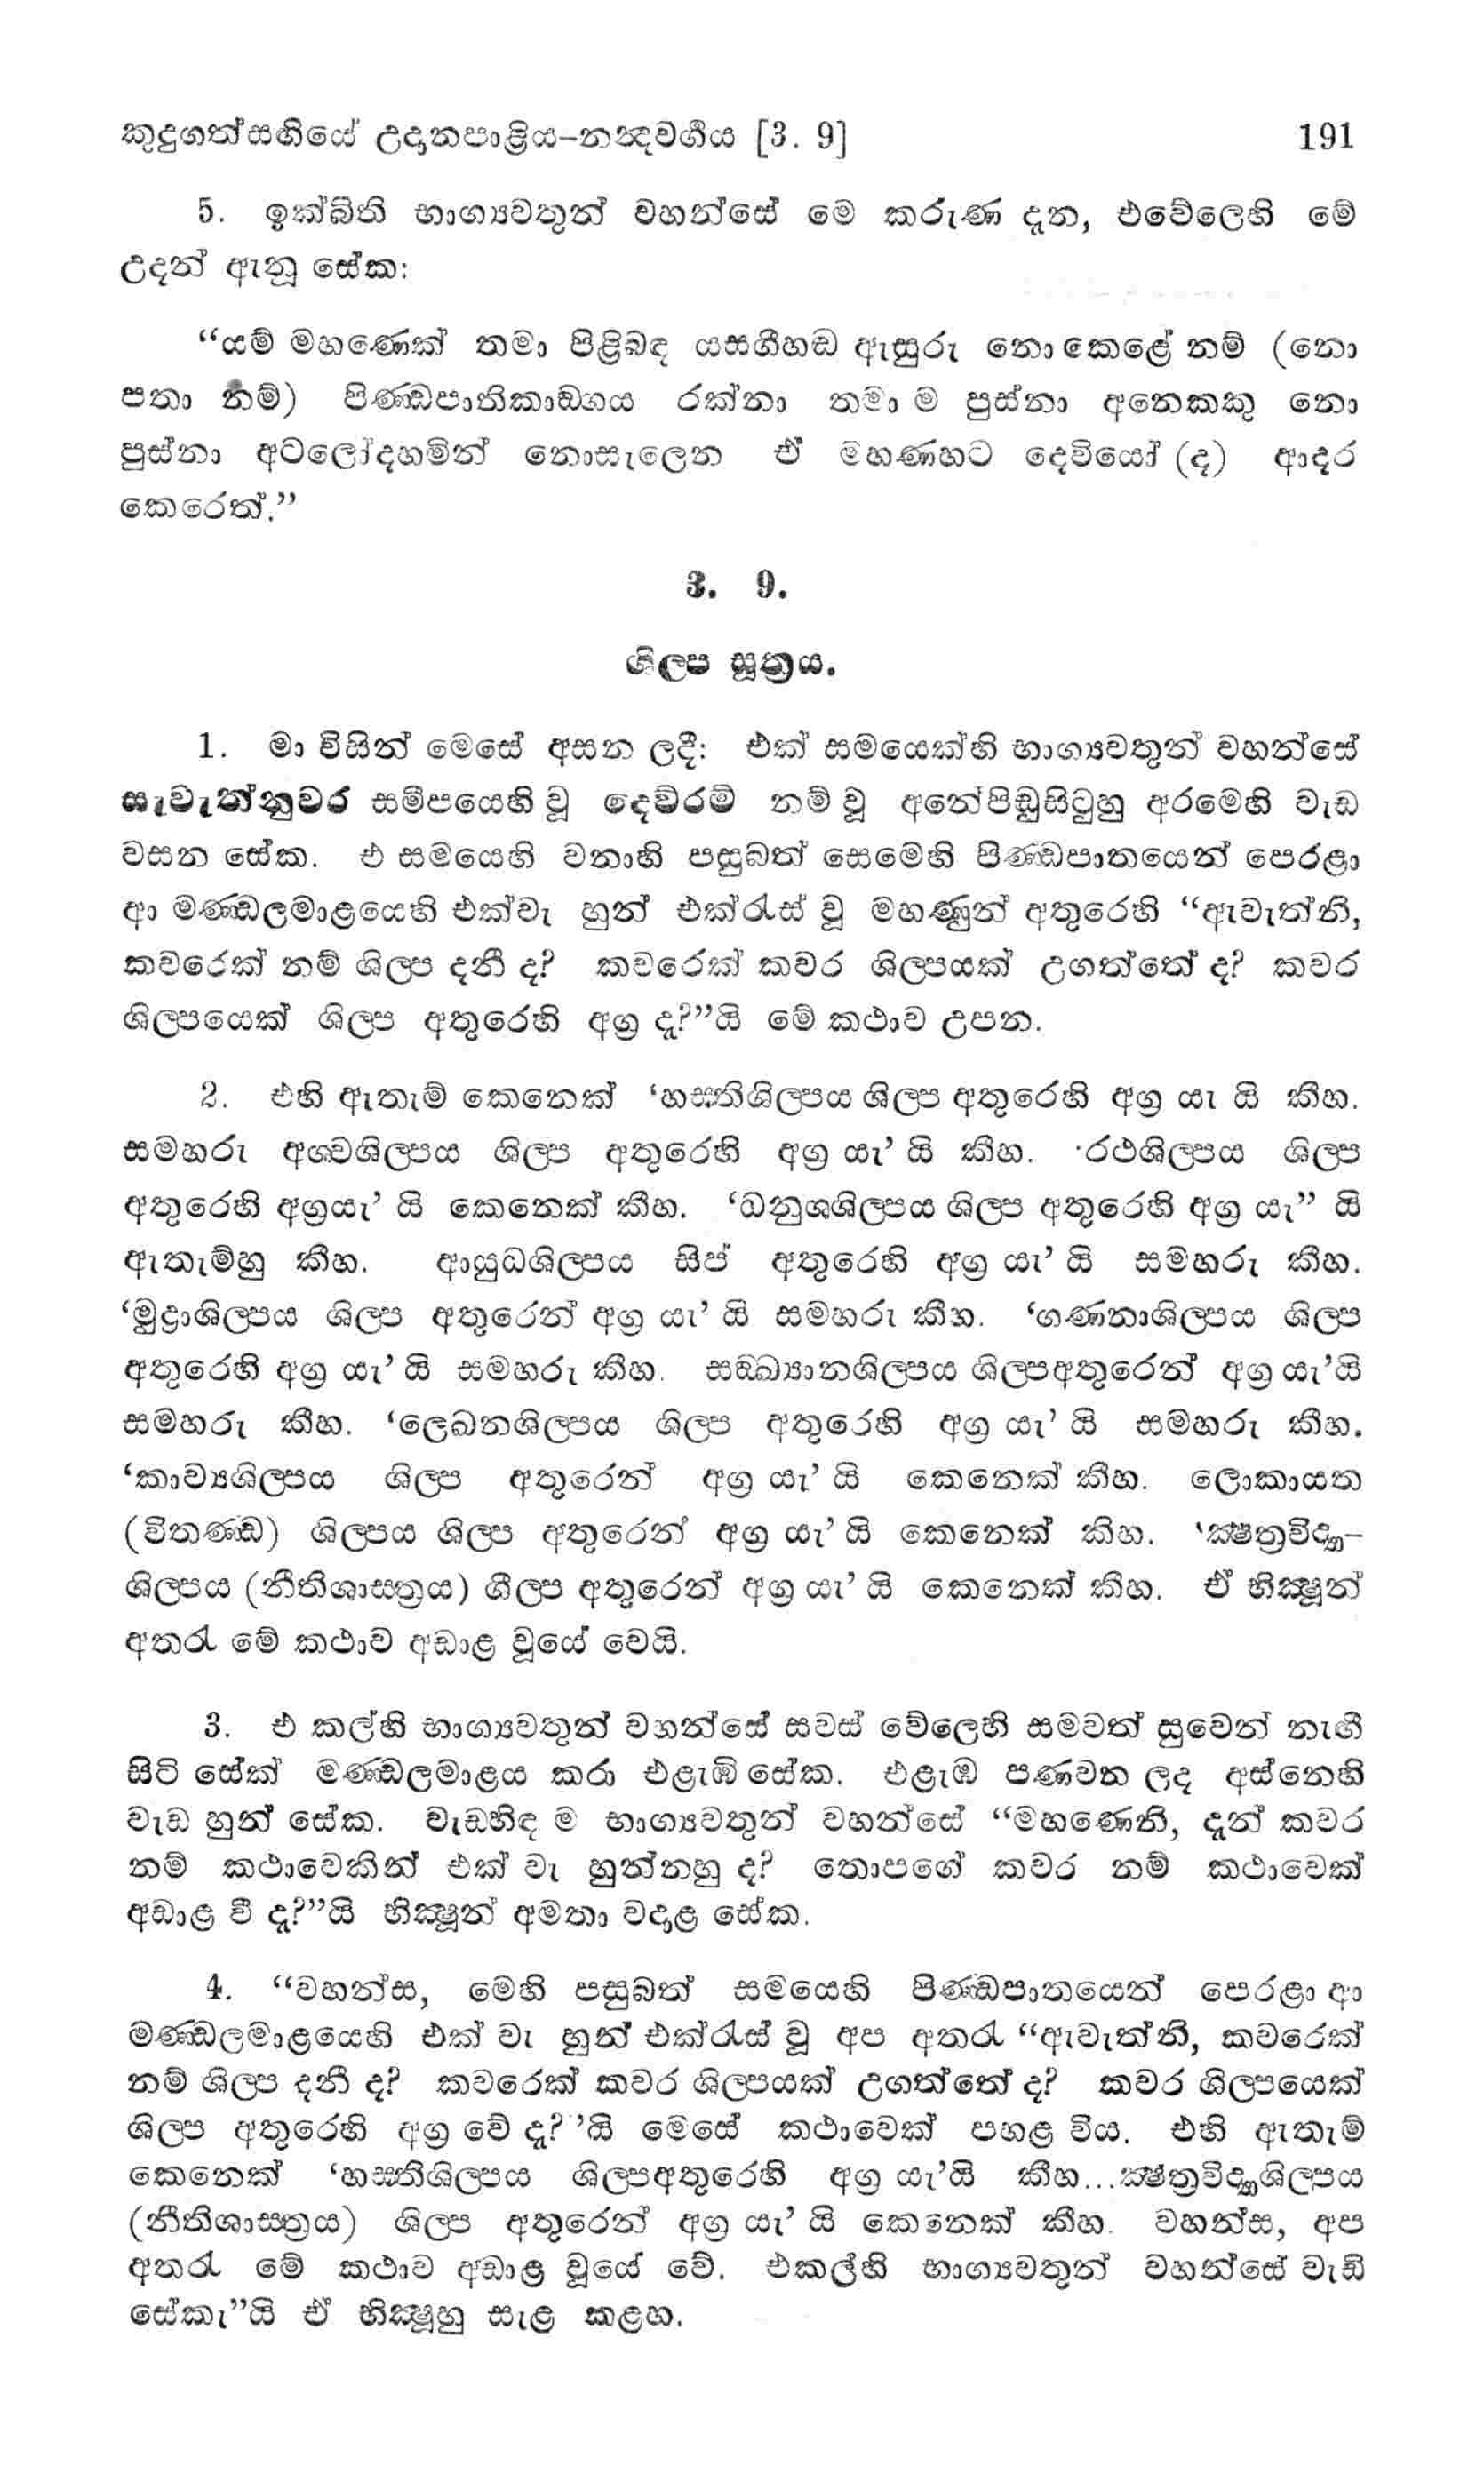 කුදුගත්සඟියේ උදානපාළිය–නන්‍දවර්‍ගය [3. 9] 191
5. ඉක්බිති භාග්‍යවතුන් වහන්සේ මෙ කරුණ දැන, එවේලෙහි මේ
උදන් ඇනූ සේක:
“යම් මහණෙක් තමා පිළිබඳ යසගීහඬ ඇසුරු නො කෙළේ නම් (නො
පතා නම්) පිණ්ඩපාතිකාඞ්ගය රක්නා තමා ම පුස්නා අනෙකකු නො
පුස්නා අටලෝදහමින් නොසැලෙන ඒ මහණහට දෙවියෝ (ද) ආදර
කෙරෙත්.”
3. 9.
ශිල්ප සූත්‍රය.
1. මා විසින් මෙසේ අසන ලදී: එක් සමයෙක්හි භාග්‍යවතුන් වහන්සේ
සැවැත්නුවර සමීපයෙහි වූ දෙව්රම් නම් වූ අනේපිඬුසිටුහු අරමෙහි වැඩ
වසන සේක. එ සමයෙහි වනාහි පසුබත් සෙමෙහි පිණ්ඩපාතයෙන් පෙරළා
ආ මණ්ඩලමාළයෙහි එක්වැ හුන් එක්රැස් වූ මහණුන් අතුරෙහි “ඇවැත්නි,
කවරෙක් නම් ශිල්ප දනී ද? කවරෙක් කවර ශිල්පයක් උගත්තේ ද? කවර
ශිල්පයෙක් ශිල්ප අතුරෙහි අග්‍ර දැ?”යි මේ කථාව උපන.
2. එහි ඇතැම් කෙනෙක් ‘හස්තිශිල්පය ශිල්ප අතුරෙහි අග්‍ර යැ යි කීහ.
සමහරු අශ්වශිල්පය ශිල්ප අතුරෙහි අග්‍ර යැ’ යි කීහ. ‘රථශිල්පය ශිල්ප
අතුරෙහි අග්‍රයැ’ යි කෙනෙක් කීහ. ‘ධනුශශිල්පය ශිල්ප අතුරෙහි අග්‍ර යැ” යි
ඇතැම්හු කීහ. ආයුධශිල්පය සිප් අතුරෙහි අග්‍ර යැ’ යි සමහරු කීහ.
‘මුද්‍රාශිල්පය ශිල්ප අතුරෙන් අග්‍ර යැ’ යි සමහරු කීහ. ‘ගණනාශිල්පය ශිල්ප
අතුරෙහි අග්‍ර යැ’ යි සමහරු කීහ. සඞ්ඛ්‍යානශිල්පය ශිල්පඅතුරෙන් අග්‍ර යැ’යි
සමහරු කීහ. ‘ලෙඛනශිල්පය ශිල්ප අතුරෙහි අග්‍ර යැ’ යි සමහරු කීහ.
‘කාව්‍යශිල්පය ශිල්ප අතුරෙන් අග්‍ර යැ’ යි කෙනෙක් කීහ. ලොකායත
(විතණ්ඩ) ශිල්පය ශිල්ප අතුරෙන් අග්‍ර යැ’ යි කෙනෙක් කිහ. ‘ක්‍ෂත්‍රවිද්‍යා–
ශිල්පය (නීතිශාස්ත්‍රය) ශීල්ප අතුරෙන් අග්‍ර යැ’ යි කෙනෙක් කිහ. ඒ භික්‍ෂූන්
අතරැ මේ කථාව අඩාළ වූයේ වෙයි.
3. එ කල්හි භාග්‍යවතුන් වහන්සේ සවස් වේලෙහි සමවත් සුවෙන් නැඟී
සිටි සේක් මණ්ඩලමාළය කරා එළැඹි සේක. එළැඹ පණවන ලද අස්නෙහි
වැඩ හුන් සේක. වැඩහිඳ ම භාග්‍යවතුන් වහන්සේ “මහණෙනි, දැන් කවර
නම් කථාවෙකින් එක් වැ හුන්නහු ද? තොපගේ කවර නම් කථාවෙක්
අඩාළ වී දැ?”යි භික්‍ෂූන් අමතා වදාළ සේක.
4. “වහන්ස, මෙහි පසුබත් සමයෙහි පිණ්ඩපාතයෙන් පෙරළා ආ
මණ්ඩලමාළයෙහි එක් වැ හුන් එක්රැස් වූ අප අතරැ “ඇවැත්නි, කවරෙක්
නම් ශිල්ප දනී ද? කවරෙක් කවර ශිල්පයක් උගත්තේ ද? කවර ශිල්පයෙක්
ශිල්ප අතුරෙහි අග්‍ර වේ දැ?’යි මෙසේ කථාවෙක් පහළ විය. එහි ඇතැම්
කෙනෙක් ‘හස්තිශිල්පය ශිල්පඅතුරෙහි අග්‍ර යැ’යි කීහ...ක්‍ෂත්‍රවිද්‍යාශිල්පය
(නීතිශාස්ත්‍රය) ශිල්ප අතුරෙන් අග්‍ර යැ’ යි කෙනෙක් කීහ. වහන්ස, අප
අතරැ මේ කථාව අඩාළ වූයේ වේ. එකල්හි භාග්‍යවතුන් වහන්සේ වැඩි
සේකැ”යි ඒ භික්‍ෂූහු සැළ කළහ.